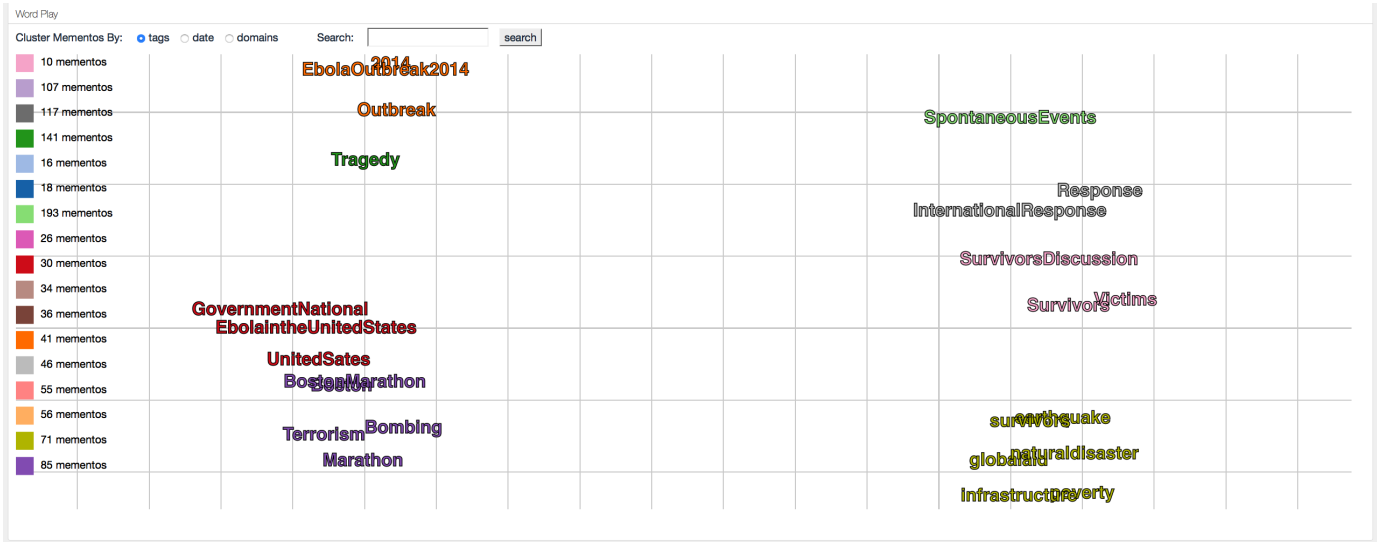 Word Play
Cluster Mementos By: tags date domains Search: search
10 mementos
107 mementos
117 mementos
141 mementos
16 mementos
18 mementos
193 mementos
26 mementos
30 mementos
34 mementos
36 mementos
41 mementos
46 mementos
55 mementos
56 mementos
71 mementos
85 mementos
2014
EbolaOutbreak2014
Outbreak
Tragedy
GovernmentNational
EbolaintheUnitedStates
UnitedSates
BostonMarathon
Boston
Bombing
Terrorism
Marathon
SpontaneousEvents
Response
InternationalResponse
SurvivorsDiscussion
Victims
Survivors
earthquake
survivors
naturaldisaster
globalaid
poverty
infrastructure